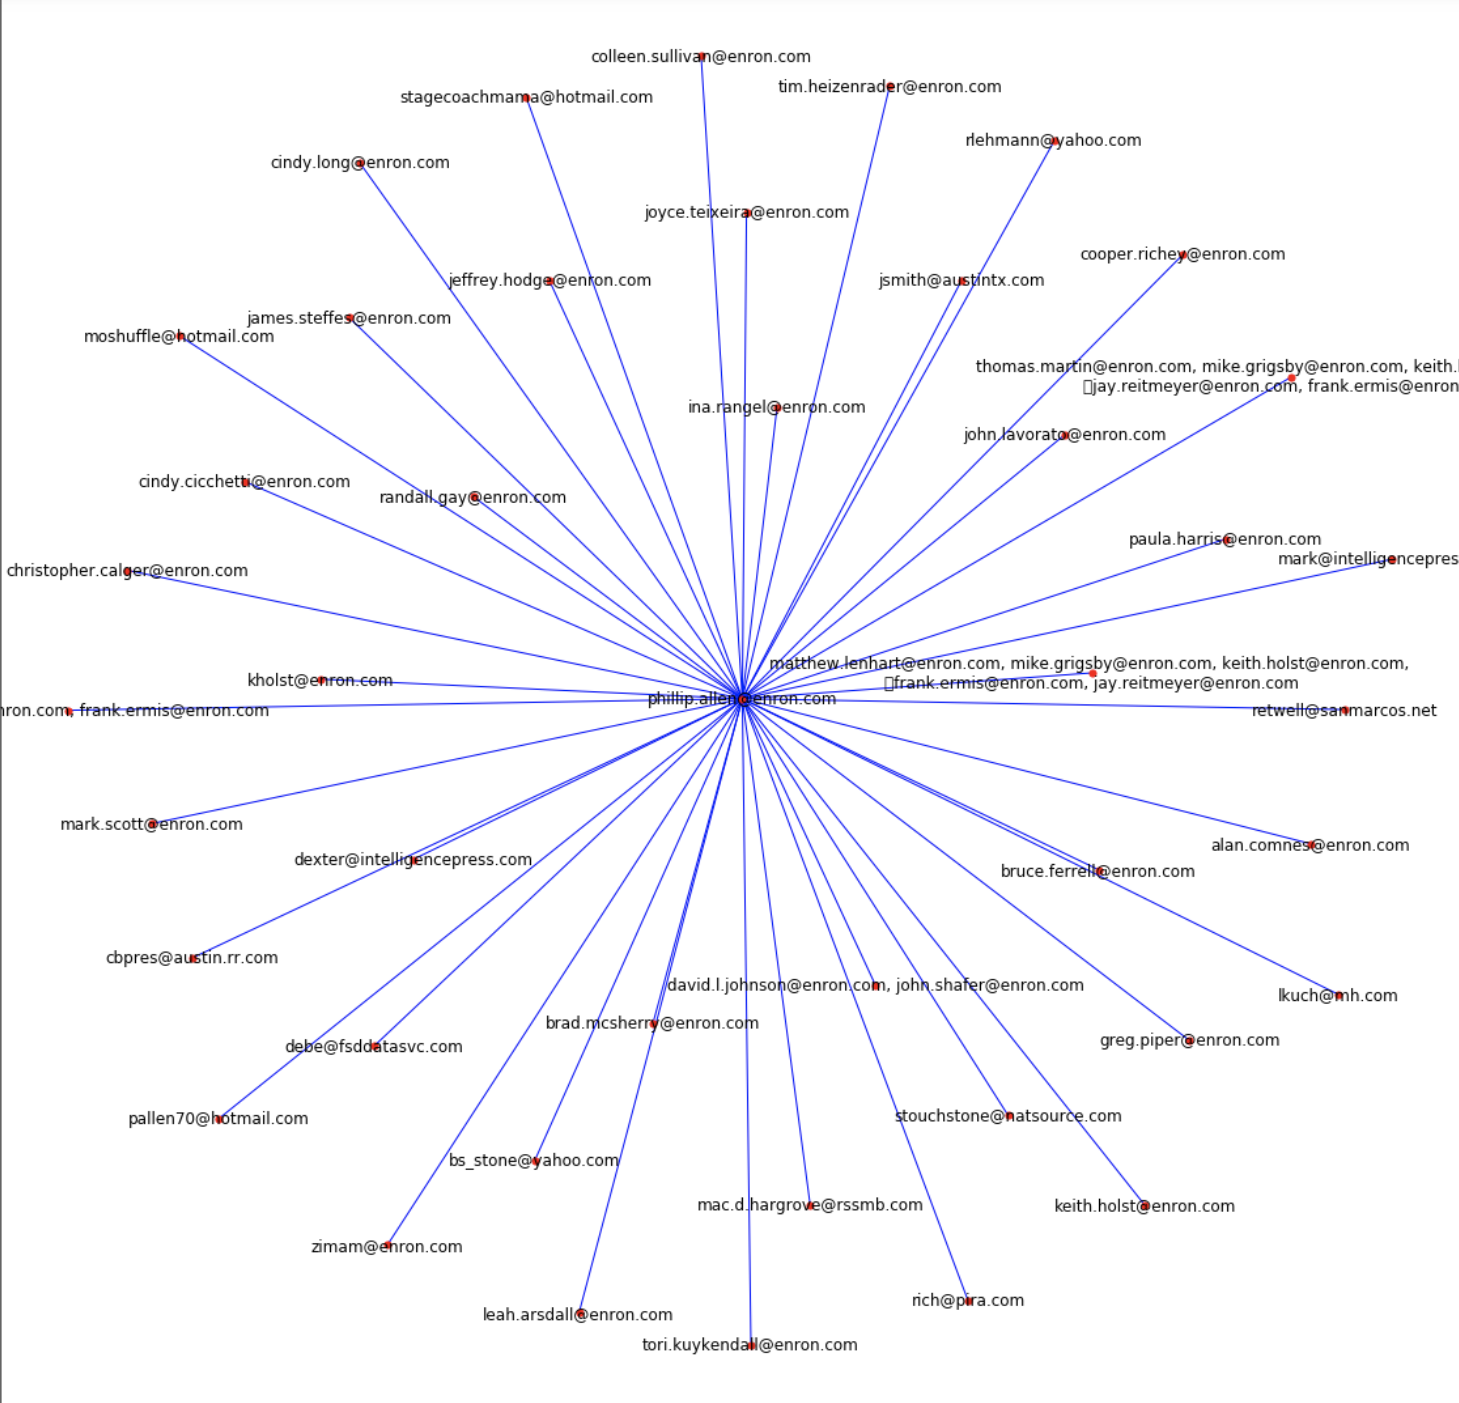 colleen.sullivan@enron.com
tim.heizenrader@enron.com
stagecoachmama@hotmail.com
rlehmann@yahoo.com
cindy.long@enron.com
joyce.teixeira@enron.com
cooper.richey@enron.com
jeffrey.hodge@enron.com
jsmith@austintx.com
james.steffes@enron.com
moshuffle@hotmail.com
thomas.martin@enron.com, mike.grigsby@enron.com, keith.
jay.reitmeyer@enron.com, frank.ermis@enron
ina.rangel@enron.com
john.lavorato@enron.com
cindy.cicchetti@enron.com
randall.gay@enron.com
paula.harris@enron.com
mark@intelligencepres
christopher.calger@enron.com
matthew.lenhart@enron.com, mike.grigsby@enron.com, keith.holst@enron.com,
frank.ermis@enron.com, jay.reitmeyer@enron.com
kholst@enron.com
phillip.allen@enron.com
nron.com, frank.ermis@enron.com
retwell@sanmarcos.net
mark.scott@enron.com
alan.comnes@enron.com
dexter@intelligencepress.com
bruce.ferrell@enron.com
cbpres@austin.rr.com
david.l.johnson@enron.com, john.shafer@enron.com
lkuch@mh.com
brad.mcsherry@enron.com
greg.piper@enron.com
debe@fsddatasvc.com
stouchstone@natsource.com
pallen70@hotmail.com
bs_stone@yahoo.com
mac.d.hargrove@rssmb.com
keith.holst@enron.com
zimam@enron.com
rich@pira.com
leah.arsdall@enron.com
tori.kuykendall@enron.com